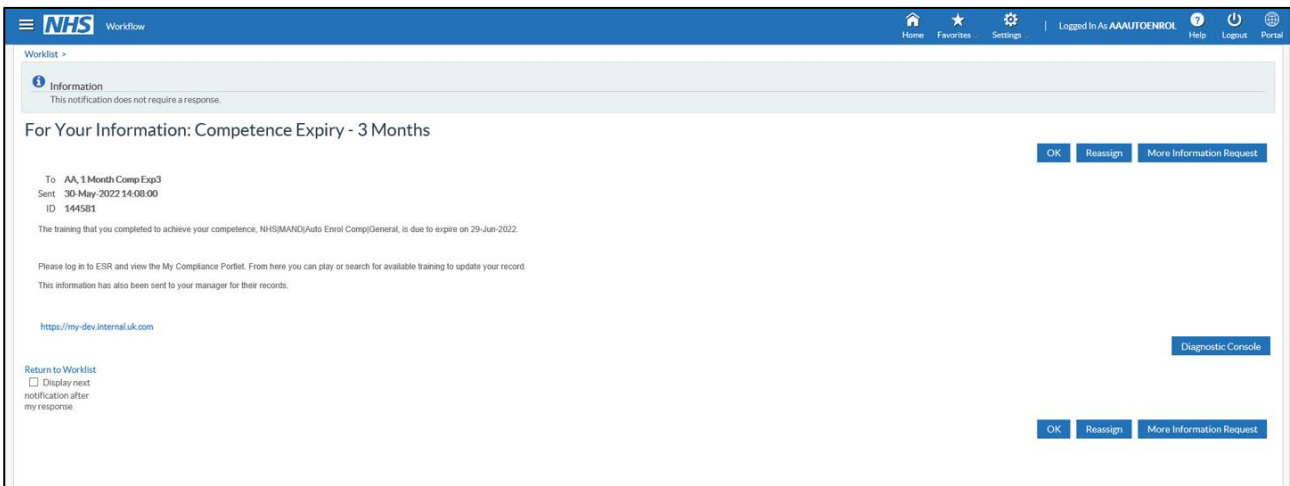 NHS Workflow
Home Favorites Settings | Logged In As AAAUTOENROL Help Logout Portal
Worklist >
Information
This notification does not require a response.
For Your Information: Competence Expiry - 3 Months
OK Reassign More Information Request
To AA, 1 Month Comp Exp3
Sent 30-May-2022 14:08:00
ID 144581
The training that you completed to achieve your competence, NHS|MAND|Auto Enrol Comp|General, is due to expire on 29-Jun-2022.
Please log in to ESR and view the My Compliance Portlet. From here you can play or search for available training to update your record.
This information has also been sent to your manager for their records.
https://my-dev.internal.uk.com
Diagnostic Console
Return to Worklist
Display next
notification after
my response
OK Reassign More Information Request